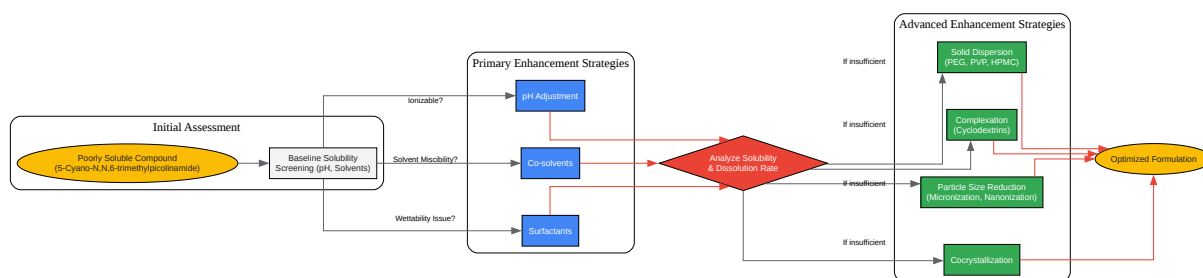 Initial Assessment
Poorly Soluble Compound
(5-Cyano-N,N,6-trimethylpicolinamide)
Baseline Solubility
Screening (pH, Solvents)
Ionizable?
Solvent Miscibility?
Wettability Issue?
Primary Enhancement Strategies
pH Adjustment
Co-solvents
Surfactants
Analyze Solubility
& Dissolution Rate
If insufficient
If insufficient
If insufficient
If insufficient
Advanced Enhancement Strategies
Solid Dispersion
(PEG, PVP, HPMC)
Complexation
(Cyclodextrins)
Particle Size Reduction
(Micronization, Nanonization)
Cocrystallization
Optimized Formulation